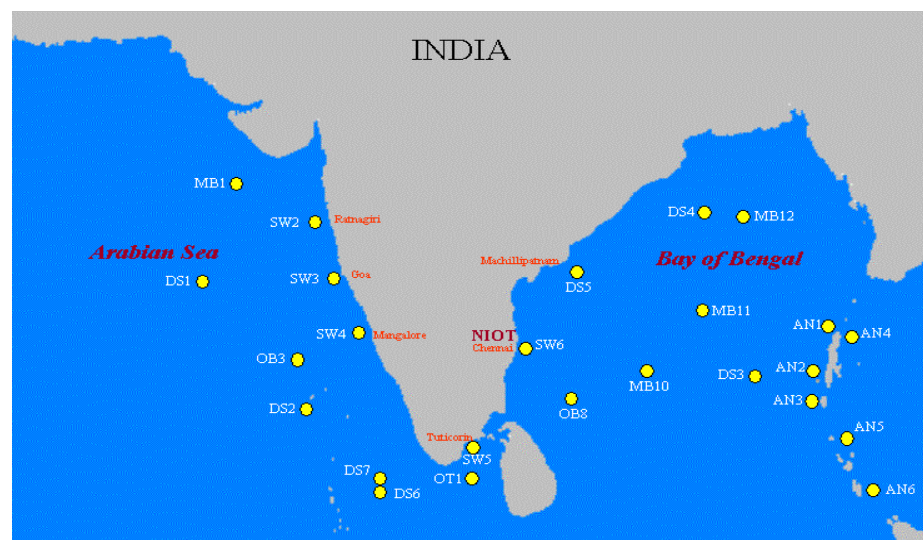 INDIA
MB1
SW2
Ratnagiri
DS4
MB12
Arabian Sea
Bay of Bengal
Machillipatnam
DS1
SW3
Goa
DS5
MB11
AN1
SW4
Mangalore
NIOT
AN4
Chennai
SW6
OB3
AN2
MB10
DS3
AN3
DS2
OB8
Tuticorin
AN5
SW5
DS7
OT1
DS6
AN6